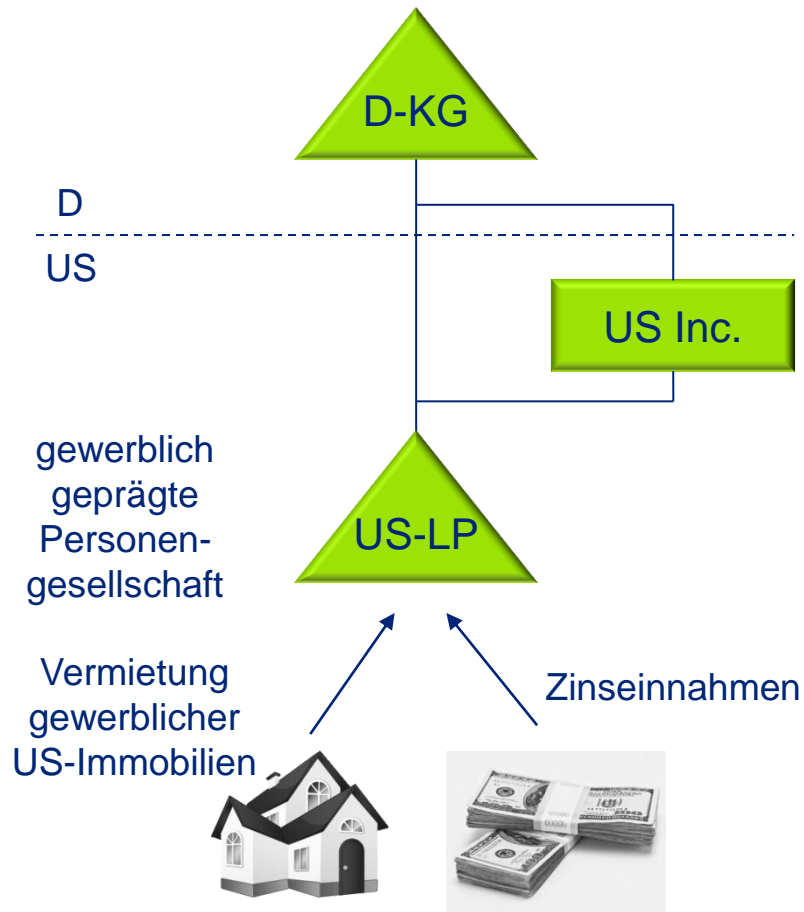 D-KG
D
US
US Inc.
gewerblich
geprägte
Personen-
gesellschaft
US-LP
Vermietung
gewerblicher
US-Immobilien
Zinseinnahmen